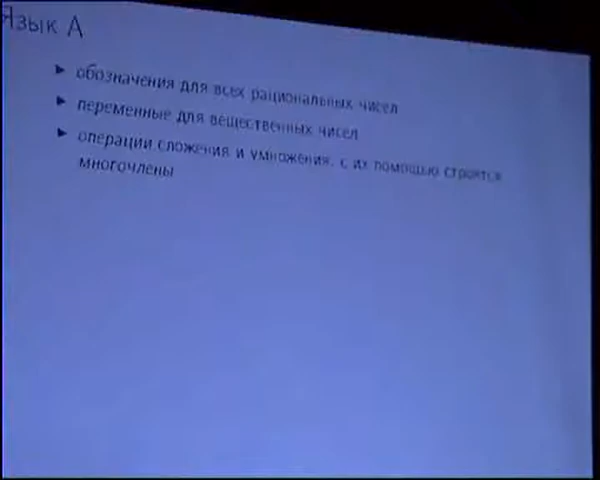 Язык A
► обозначения для всех рациональных чисел
► переменные для вещественных чисел
► операции сложения и умножения, с их помощью строятся
многочлены